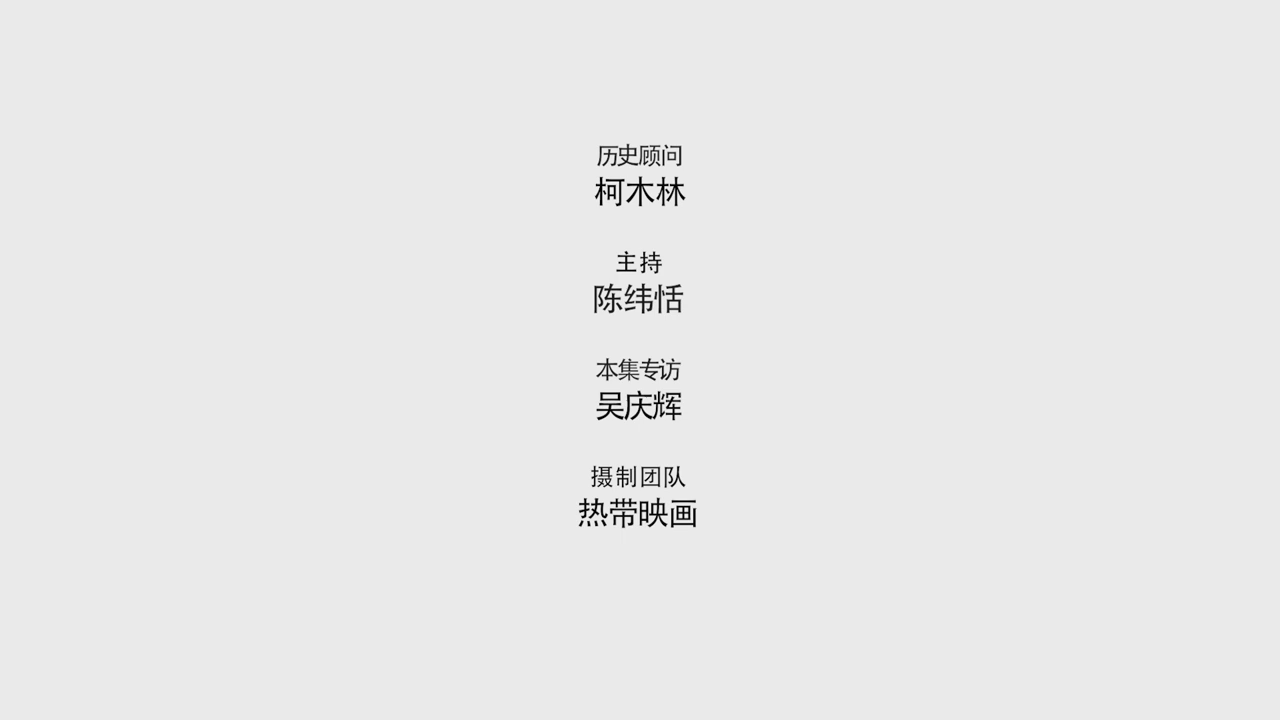 历史顾问
柯木林
主持
陈纬恬
本集专访
吴庆辉
摄制团队
热带映画